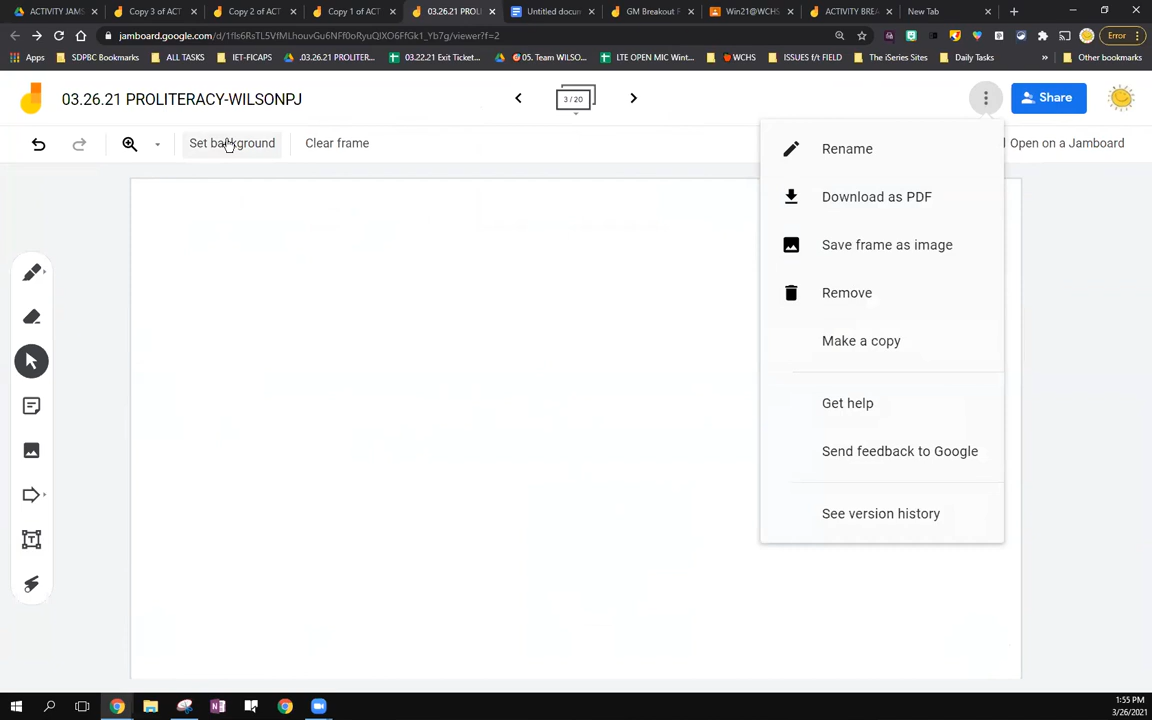 ACTIVITY JAMS
Copy 3 of ACT
Copy 2 of ACT
Copy 1 of ACT
03.26.21 PROLI
Untitled docum
GM Breakout F
Win21@WCHS
ACTIVITY BREA
New Tab
jamboard.google.com/d/1fIs6RsTL5VfMLhouvGu6NFf0oRyuQIXO6FfGk1_Yb7g/viewer?f=2
Error
Apps
SDPBC Bookmarks
ALL TASKS
IET-FICAPS
.03.26.21 PROLITER...
03.22.21 Exit Ticket...
05. Team WILSO...
LTE OPEN MIC Wint...
WCHS
ISSUES f/t FIELD
The iSeries Sites
Daily Tasks
»
Other bookmarks
03.26.21 PROLITERACY-WILSONPJ
3 / 20
Share
Set background
Clear frame
Open on a Jamboard
Rename
Download as PDF
Save frame as image
Remove
Make a copy
Get help
Send feedback to Google
See version history
1:55 PM
3/26/2021